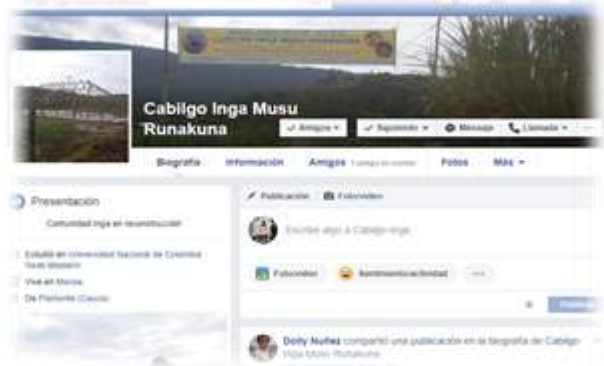 Cabilgo Inga Musu
Runakuna
Amigos
Siguiendo
Mensaje
Llamada
Biografía
Información
Amigos
Fotos
Más
Presentación
Comunidad Inga en reconstrucción
Estudió en Universidad Nacional de Colombia
Sede Medellín
Vive en Mocoa
De Piamonte (Cauca)
Publicación
Foto/video
Escribe algo a Cabilgo Inga
Foto/video
Sentimiento/actividad
Dolly Nuñez compartió una publicación en la biografía de Cabilgo
Inga Musu Runakuna